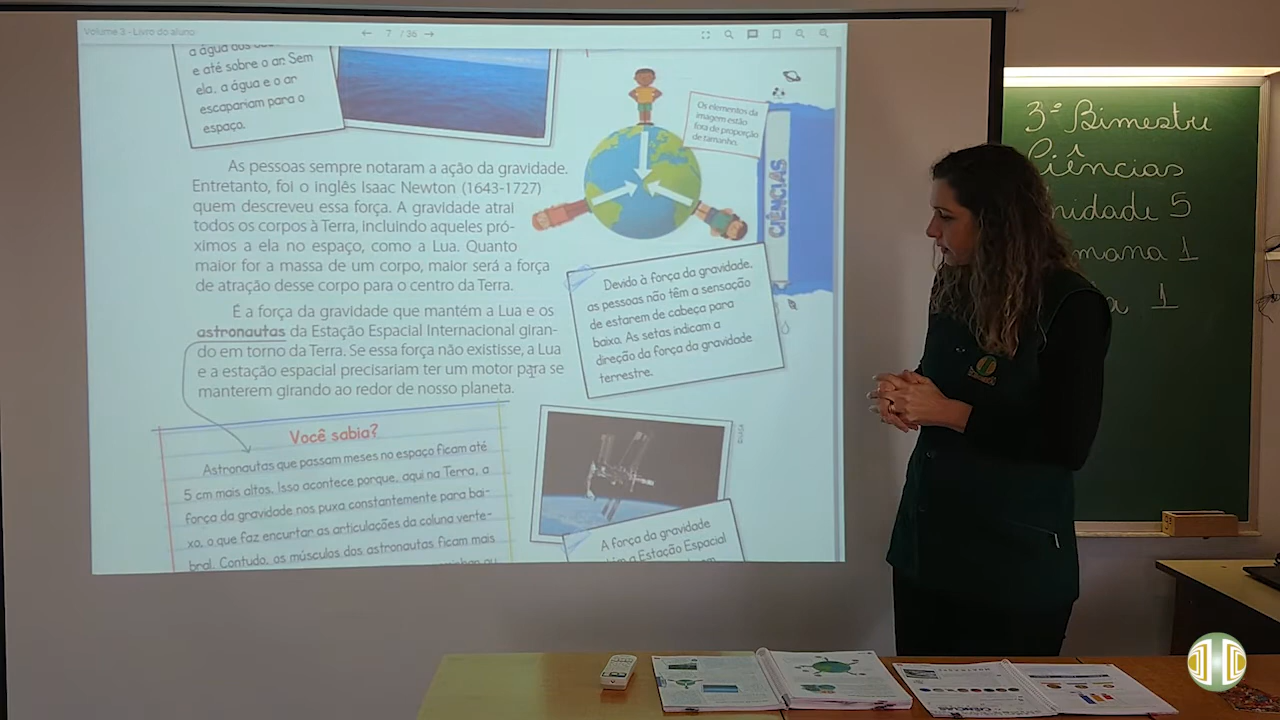 Volume 3 - Livro do aluno
← 7 / 36 →
a água dos
e até sobre o ar. Sem
ela, a água e o ar
escapariam para o
espaço.
Os elementos da
imagem estão
fora de proporção
de tamanho.
CIÊNCIAS
As pessoas sempre notaram a ação da gravidade.
Entretanto, foi o inglês Isaac Newton (1643-1727)
quem descreveu essa força. A gravidade atrai
todos os corpos à Terra, incluindo aqueles pró-
ximos a ela no espaço, como a Lua. Quanto
maior for a massa de um corpo, maior será a força
de atração desse corpo para o centro da Terra.
É a força da gravidade que mantém a Lua e os
astronautas da Estação Espacial Internacional giran-
do em torno da Terra. Se essa força não existisse, a Lua
e a estação espacial precisariam ter um motor para se
manterem girando ao redor de nosso planeta.
Devido à força da gravidade,
as pessoas não têm a sensação
de estarem de cabeça para
baixo. As setas indicam a
direção da força da gravidade
terrestre.
Você sabia?
Astronautas que passam meses no espaço ficam até
5 cm mais altos. Isso acontece porque, aqui na Terra, a
força da gravidade nos puxa constantemente para bai-
xo, o que faz encurtar as articulações da coluna verte-
bral. Contudo, os músculos dos astronautas ficam mais
A força da gravidade
a Estação Espacial
3º Bimestre
Ciências
nidade 5
mana 1
a 1